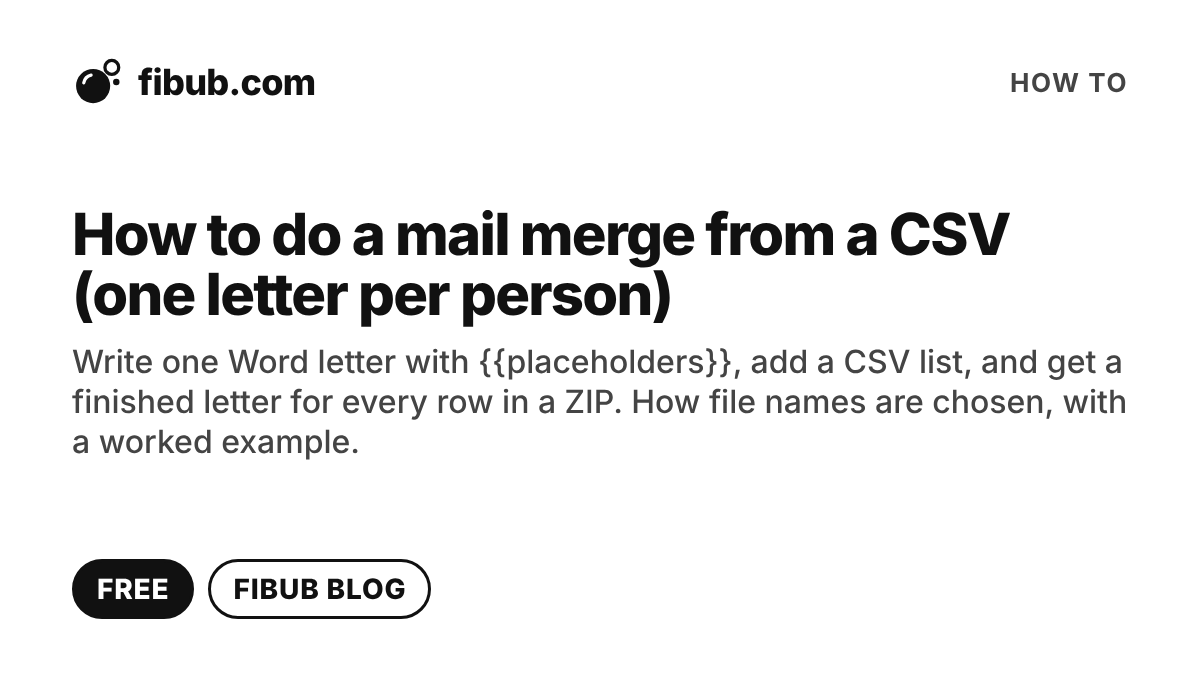 fibub.com
HOW TO
How to do a mail merge from a CSV
(one letter per person)
Write one Word letter with {{placeholders}}, add a CSV list, and get a
finished letter for every row in a ZIP. How file names are chosen, with
a worked example.
FREE
FIBUB BLOG